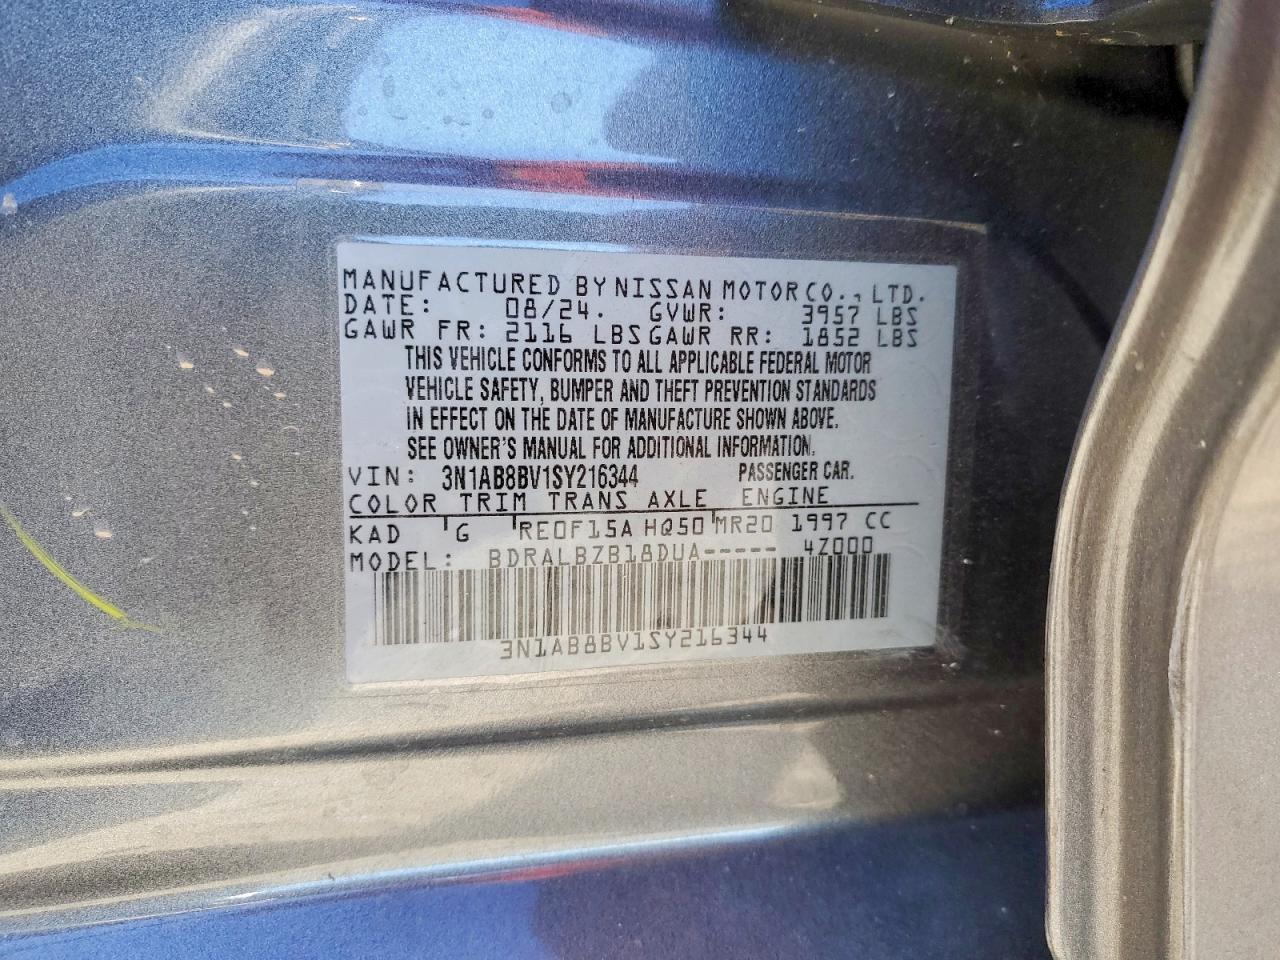 MANUFACTURED BY NISSAN MOTOR CO., LTD.
DATE: 08/24. GVWR: 3957 LBS
GAWR FR: 2116 LBS GAWR RR: 1852 LBS
THIS VEHICLE CONFORMS TO ALL APPLICABLE FEDERAL MOTOR
VEHICLE SAFETY, BUMPER AND THEFT PREVENTION STANDARDS
IN EFFECT ON THE DATE OF MANUFACTURE SHOWN ABOVE.
SEE OWNER'S MANUAL FOR ADDITIONAL INFORMATION.
VIN: 3N1AB8BV1SY216344 PASSENGER CAR.
COLOR TRIM TRANS AXLE ENGINE
KAD G RE0F15A HQ50 MR20 1997 CC
MODEL: BDRALBZB18DUA----- 4Z000
3N1AB8BV1SY216344